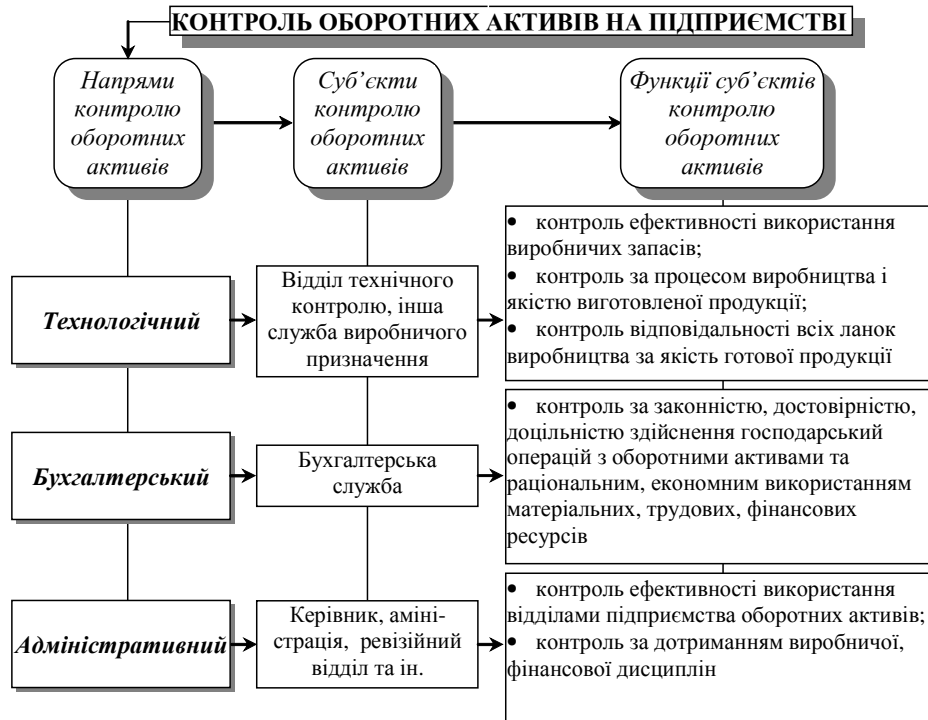 КОНТРОЛЬ ОБОРОТНИХ АКТИВІВ НА ПІДПРИЄМСТВІ
Напрями
контролю
оборотних
активів
Суб’єкти
контролю
оборотних
активів
Функції суб’єктів
контролю
оборотних
активів
Технологічний
Відділ технічного
контролю, інша
служба виробничого
призначення
• контроль ефективності використання
виробничих запасів;
• контроль за процесом виробництва і
якістю виготовленої продукції;
• контроль відповідальності всіх ланок
виробництва за якість готової продукції
Бухгалтерський
Бухгалтерська
служба
• контроль за законністю, достовірністю,
доцільністю здійснення господарський
операцій з оборотними активами та
раціональним, економним використанням
матеріальних, трудових, фінансових
ресурсів
Адміністративний
Керівник, аміні-
страція, ревізійний
відділ та ін.
• контроль ефективності використання
відділами підприємства оборотних активів;
• контроль за дотриманням виробничої,
фінансової дисциплін